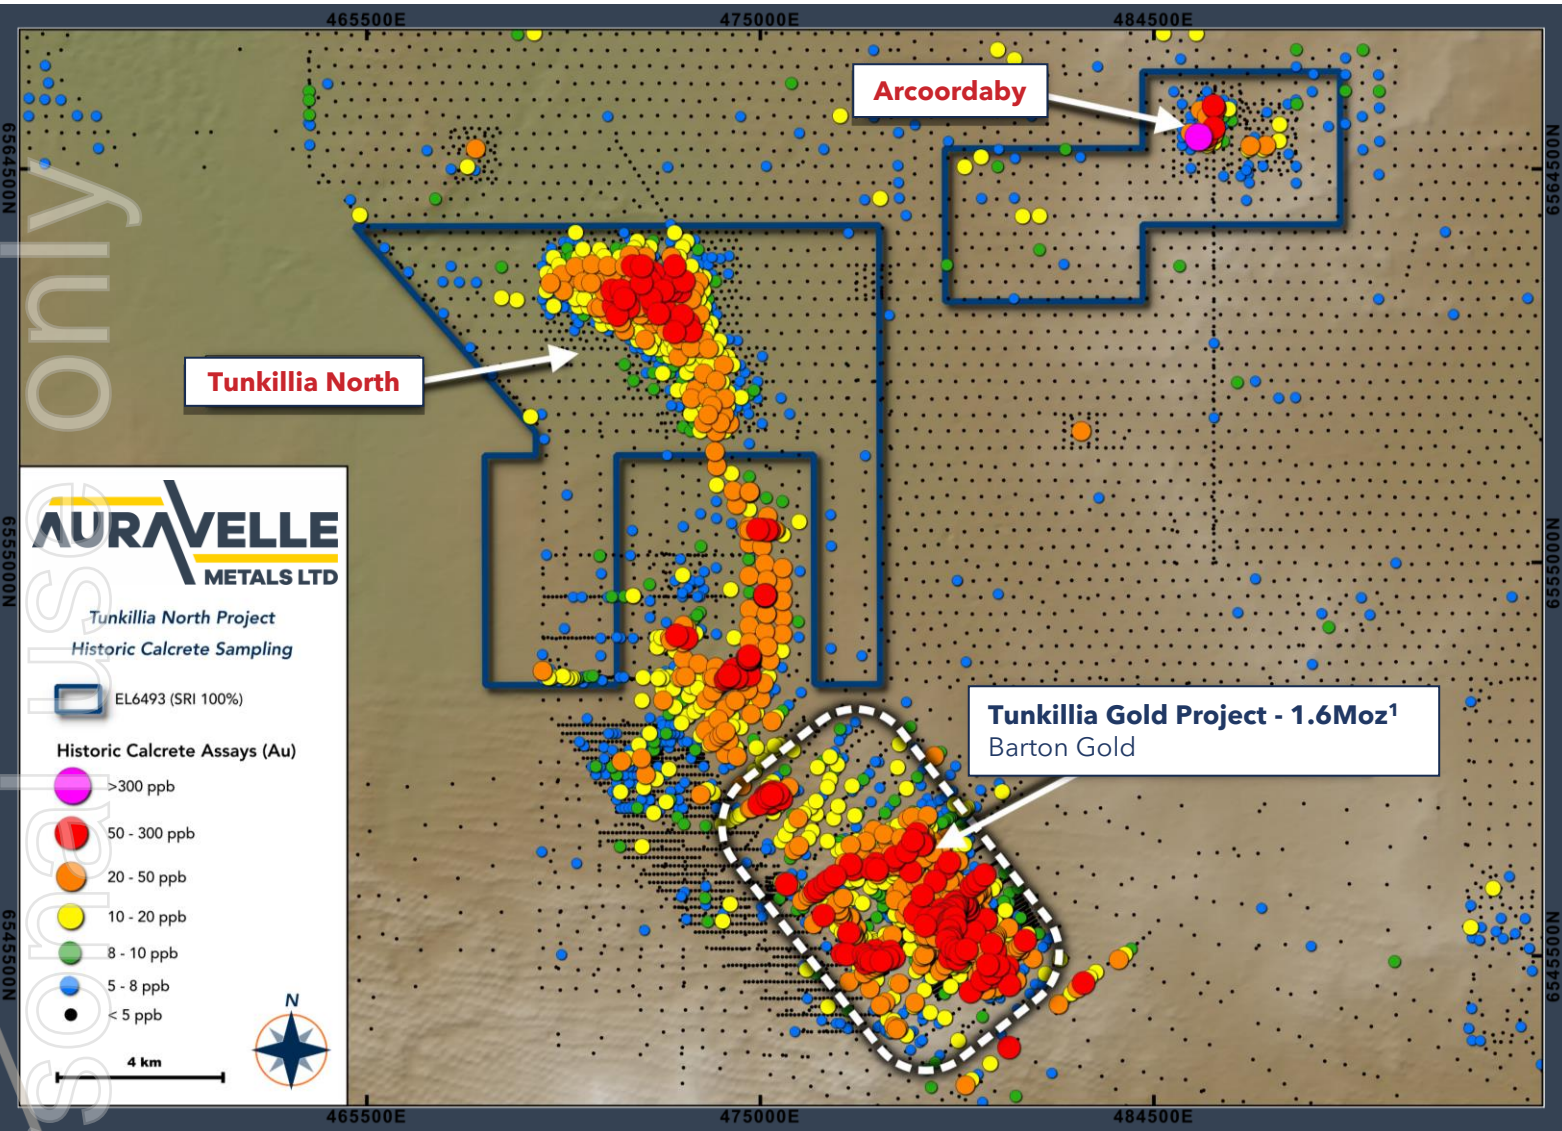 465500E 475000E 484500E
6564500N
6564500N
Arcoordaby
Tunkillia North
6555000N
6555000N
AURAVELLE
METALS LTD
Tunkillia North Project
Historic Calcrete Sampling
EL6493 (SRI 100%)
Historic Calcrete Assays (Au)
>300 ppb
50 - 300 ppb
20 - 50 ppb
10 - 20 ppb
8 - 10 ppb
5 - 8 ppb
< 5 ppb
4 km
N
Tunkillia Gold Project - 1.6Moz¹
Barton Gold
6545500N
6545500N
465500E 475000E 484500E
sonal use only